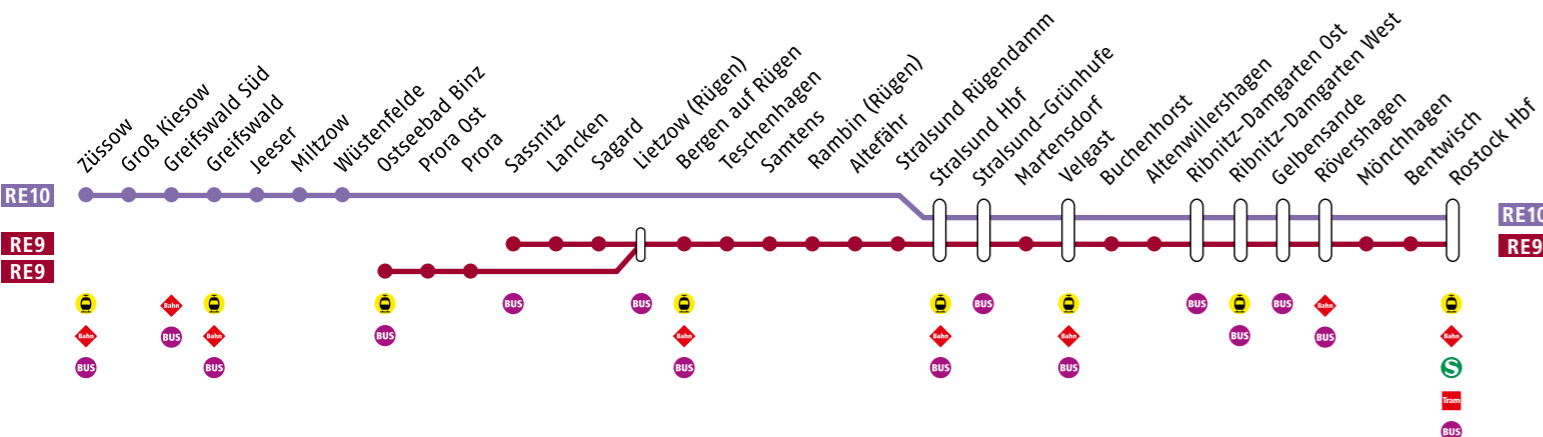 Züssow
Groß Kiesow
Greifswald Süd
Greifswald
Jeeser
Miltzow
Wüstenfelde
Ostseebad Binz
Prora Ost
Prora
Sassnitz
Lancken
Sagard
Lietzow (Rügen)
Bergen auf Rügen
Teschenhagen
Samtens
Rambin (Rügen)
Altefähr
Stralsund Rügendamm
Stralsund Hbf
Stralsund-Grünhufe
Martensdorf
Velgast
Buchenhorst
Altenwillershagen
Ribnitz-Damgarten Ost
Ribnitz-Damgarten West
Gelbensande
Rövershagen
Mönchhagen
Bentwisch
Rostock Hbf
RE10
RE10
RE9
RE9
RE9
Bahn
BUS
BUS
BUS
BUS
Bahn
BUS
Bahn
Bahn
BUS
BUS
Bahn
Bahn
Bahn
BUS
BUS
Bahn
BUS
BUS
BUS
BUS
BUS
BUS
S
Tram
BUS